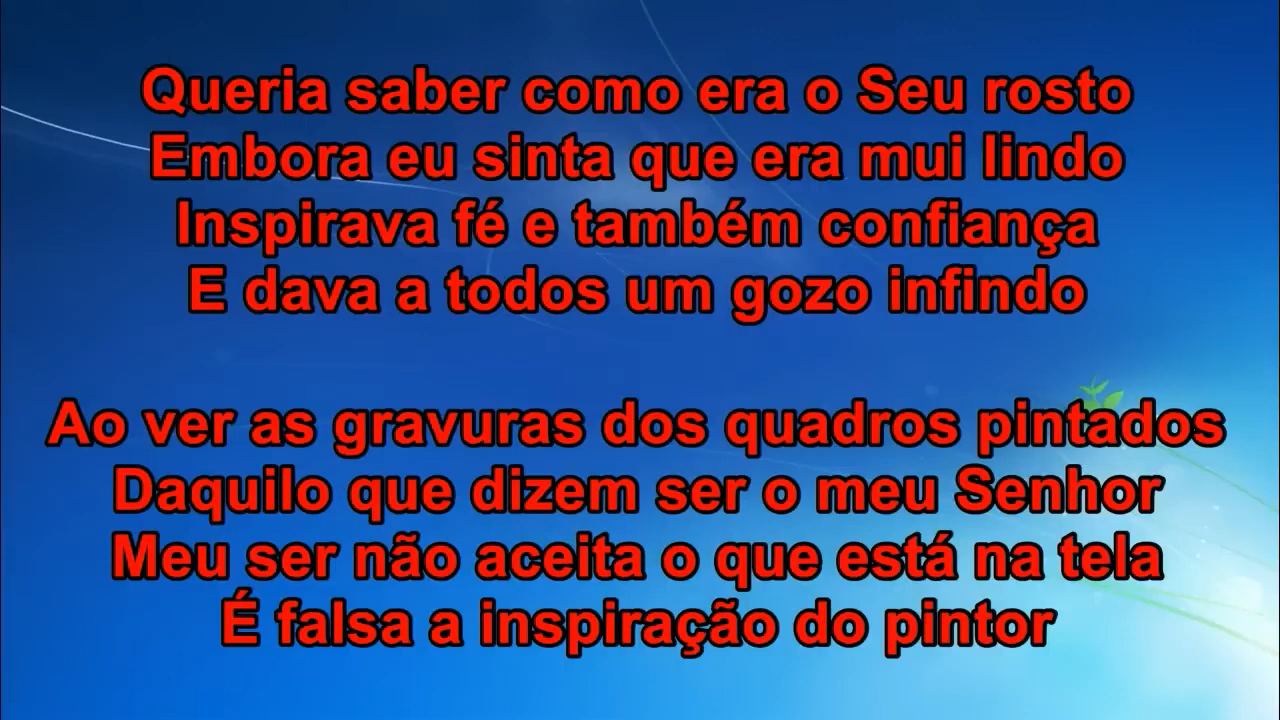 Queria saber como era o Seu rosto
Embora eu sinta que era mui lindo
Inspirava fé e também confiança
E dava a todos um gozo infindo
Ao ver as gravuras dos quadros pintados
Daquilo que dizem ser o meu Senhor
Meu ser não aceita o que está na tela
É falsa a inspiração do pintor